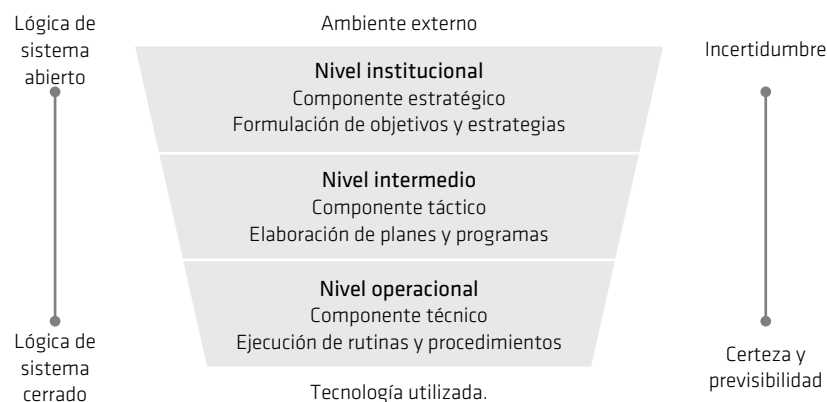 Lógica de
sistema
abierto
Ambiente externo
Incertidumbre
Nivel institucional
Componente estratégico
Formulación de objetivos y estrategias
Nivel intermedio
Componente táctico
Elaboración de planes y programas
Nivel operacional
Componente técnico
Ejecución de rutinas y procedimientos
Lógica de
sistema
cerrado
Tecnología utilizada.
Certeza y
previsibilidad